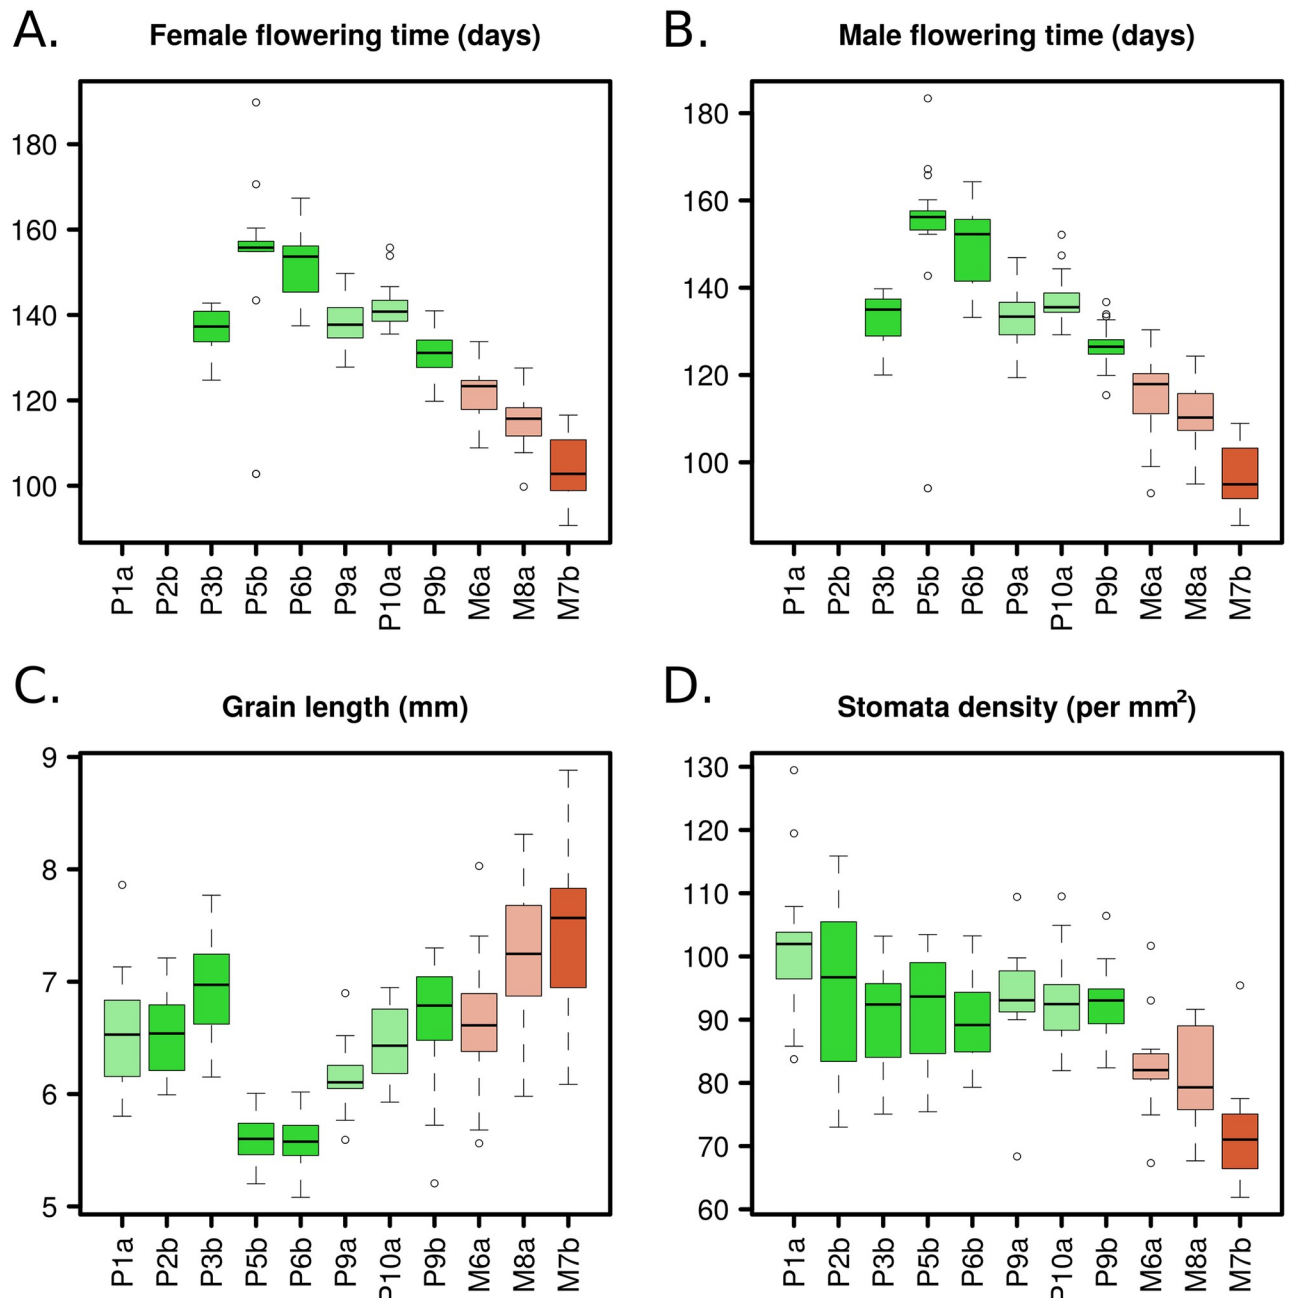 A. Female flowering time (days)
180
160
140
120
100
P1a P2b P3b P5b P6b P9a P10a P9b M6a M8a M7b
B. Male flowering time (days)
180
160
140
120
100
P1a P2b P3b P5b P6b P9a P10a P9b M6a M8a M7b
C. Grain length (mm)
9
8
7
6
5
P1a P2b P3b P5b P6b P9a P10a P9b M6a M8a M7b
D. Stomata density (per mm²)
130
120
110
100
90
80
70
60
P1a P2b P3b P5b P6b P9a P10a P9b M6a M8a M7b